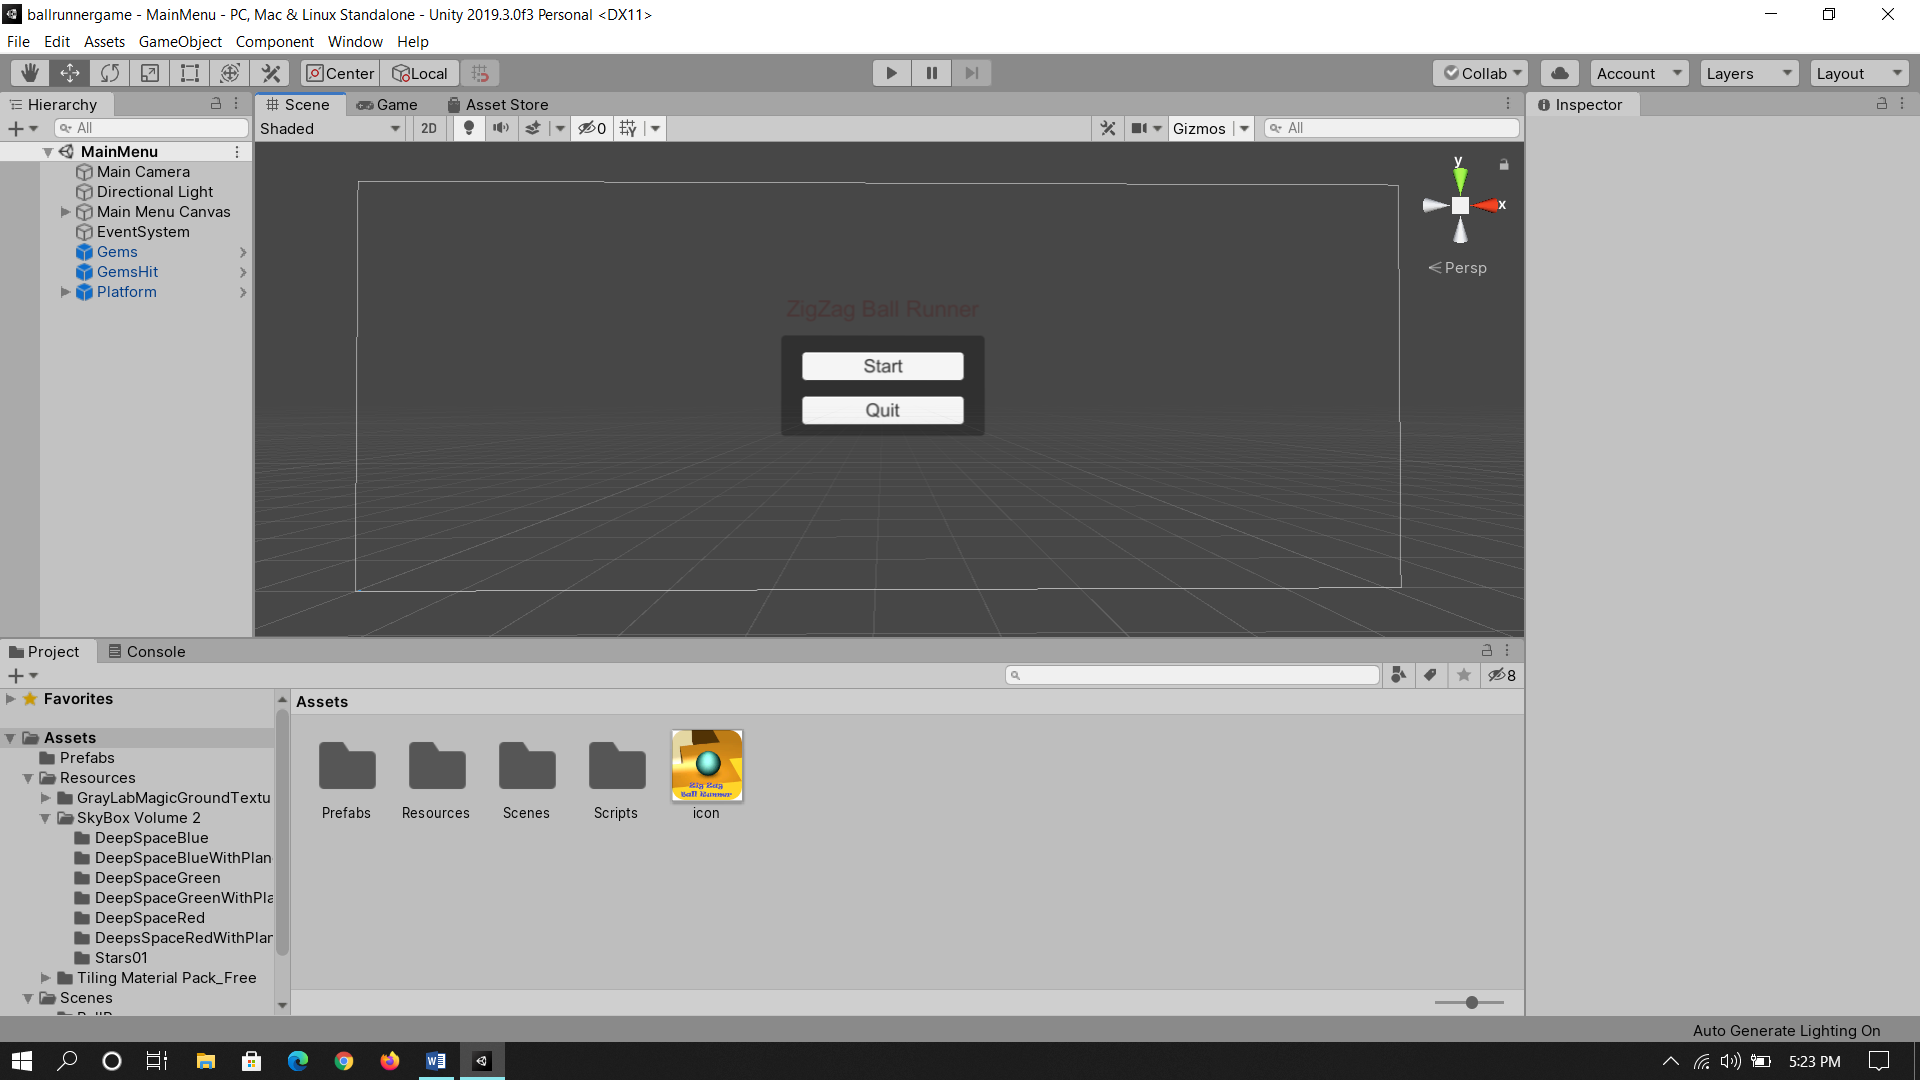 ballrunnergame - MainMenu - PC, Mac & Linux Standalone - Unity 2019.3.0f3 Personal <DX11>
File Edit Assets GameObject Component Window Help
Center Local Collab Account Layers Layout
Hierarchy Scene Game Asset Store Inspector
All Shaded 2D 0 Gizmos All
MainMenu
Main Camera
Directional Light
Main Menu Canvas
EventSystem
Gems
GemsHit
Platform
y
x
Persp
ZigZag Ball Runner
Start
Quit
Project Console
8
Favorites
Assets
Assets
Prefabs
Resources
GrayLabMagicGroundTextu
SkyBox Volume 2
DeepSpaceBlue
DeepSpaceBlueWithPlan
DeepSpaceGreen
DeepSpaceGreenWithPla
DeepSpaceRed
DeepsSpaceRedWithPlan
Stars01
Tiling Material Pack_Free
Scenes
Zig Zag
Ball Runner
Prefabs Resources Scenes Scripts icon
Auto Generate Lighting On
5:23 PM